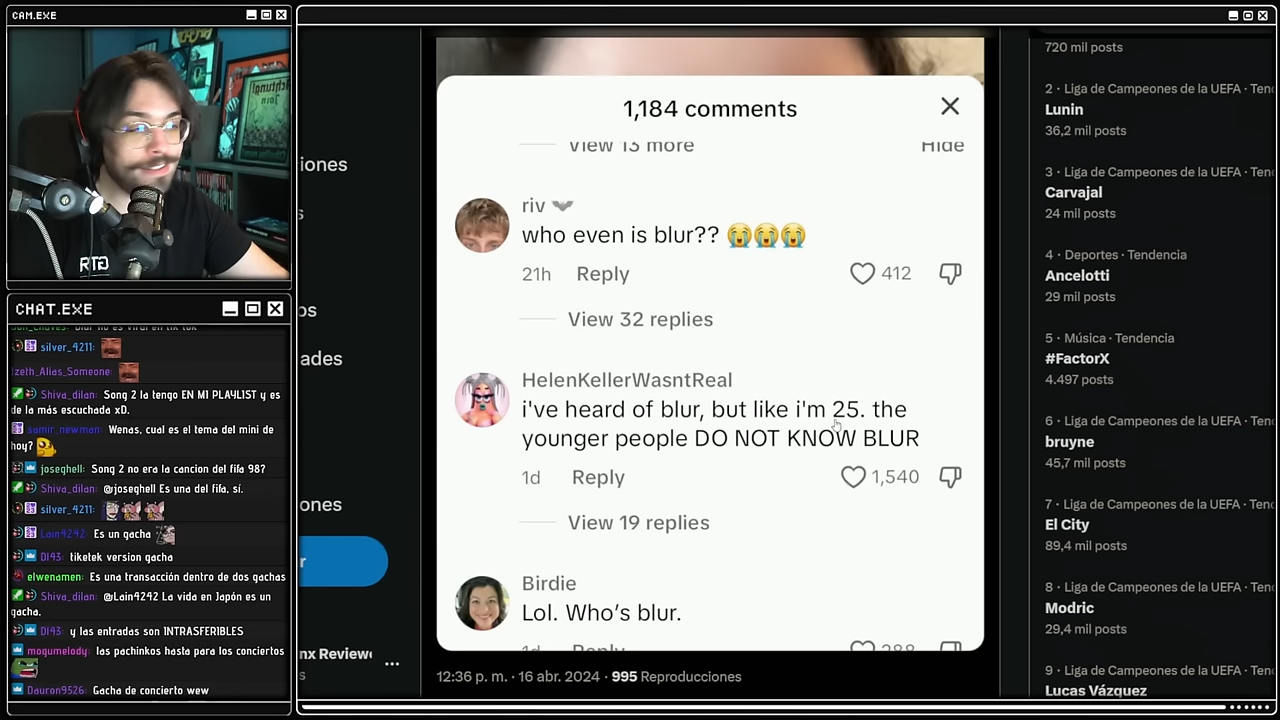 CAM.EXE
RTG
CHAT.EXE
silver_4211:
Izeth_Alias_Someone:
Shiva_dilan: Song 2 la tengo EN MI PLAYLIST y es
de la más escuchada xD.
samir_newman: Wenas, cual es el tema del mini de
hoy?
joseghell: Song 2 no era la cancion del fifa 98?
Shiva_dilan: @joseghell Es una del fifa, sí.
silver_4211:
Lain4242: Es un gacha
D143: tiketek version gacha
elwenamen: Es una transacción dentro de dos gachas
Shiva_dilan: @Lain4242 La vida en Japón es un
gacha.
D143: y las entradas son INTRASFERIBLES
moqumelody: las pachinkos hasta para los conciertos
Dauron9526: Gacha de concierto wew
iones
os
ades
ones
r
nx Review
1,184 comments
View 13 more
Hide
riv
who even is blur?? 😭😭😭
21h Reply 412
View 32 replies
HelenKellerWasntReal
i've heard of blur, but like i'm 25. the
younger people DO NOT KNOW BLUR
1d Reply 1,540
View 19 replies
Birdie
Lol. Who's blur.
1d Reply 288
12:36 p. m. · 16 abr. 2024 · 995 Reproducciones
720 mil posts
2 · Liga de Campeones de la UEFA · Tend
Lunin
36,2 mil posts
3 · Liga de Campeones de la UEFA · Tend
Carvajal
24 mil posts
4 · Deportes · Tendencia
Ancelotti
29 mil posts
5 · Música · Tendencia
#FactorX
4.497 posts
6 · Liga de Campeones de la UEFA · Tend
bruyne
45,7 mil posts
7 · Liga de Campeones de la UEFA · Tend
El City
89,4 mil posts
8 · Liga de Campeones de la UEFA · Tend
Modric
29,4 mil posts
9 · Liga de Campeones de la UEFA · Tend
Lucas Vázquez